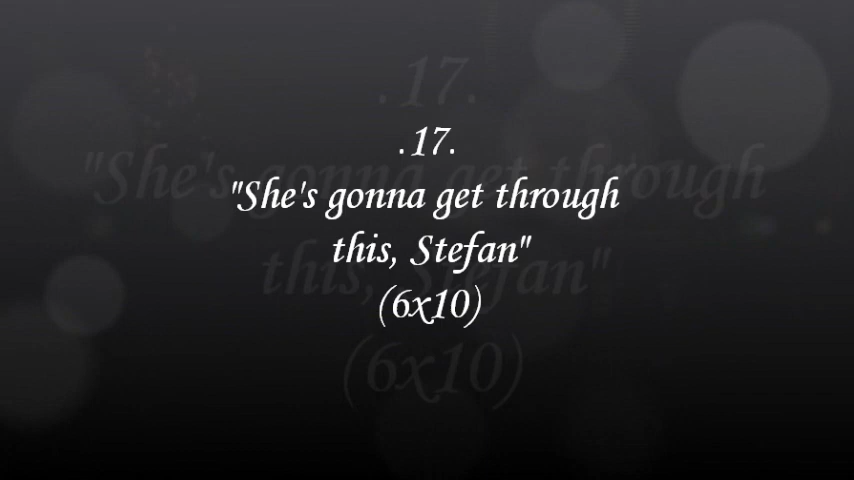 .17.
"She's gonna get through
this, Stefan"
(6x10)